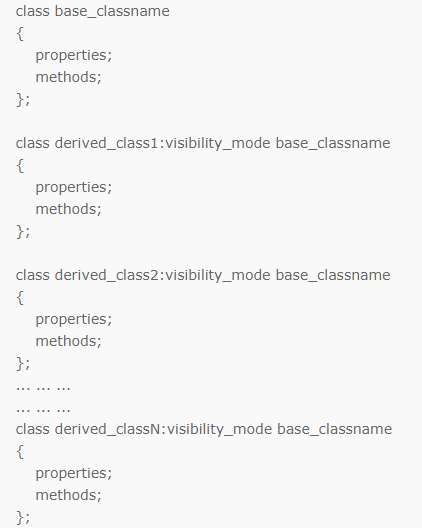 class base_classname
{
properties;
methods;
};
class derived_class1:visibility_mode base_classname
{
properties;
methods;
};
class derived_class2:visibility_mode base_classname
{
properties;
methods;
};
... ... ...
... ... ...
class derived_classN:visibility_mode base_classname
{
properties;
methods;
};